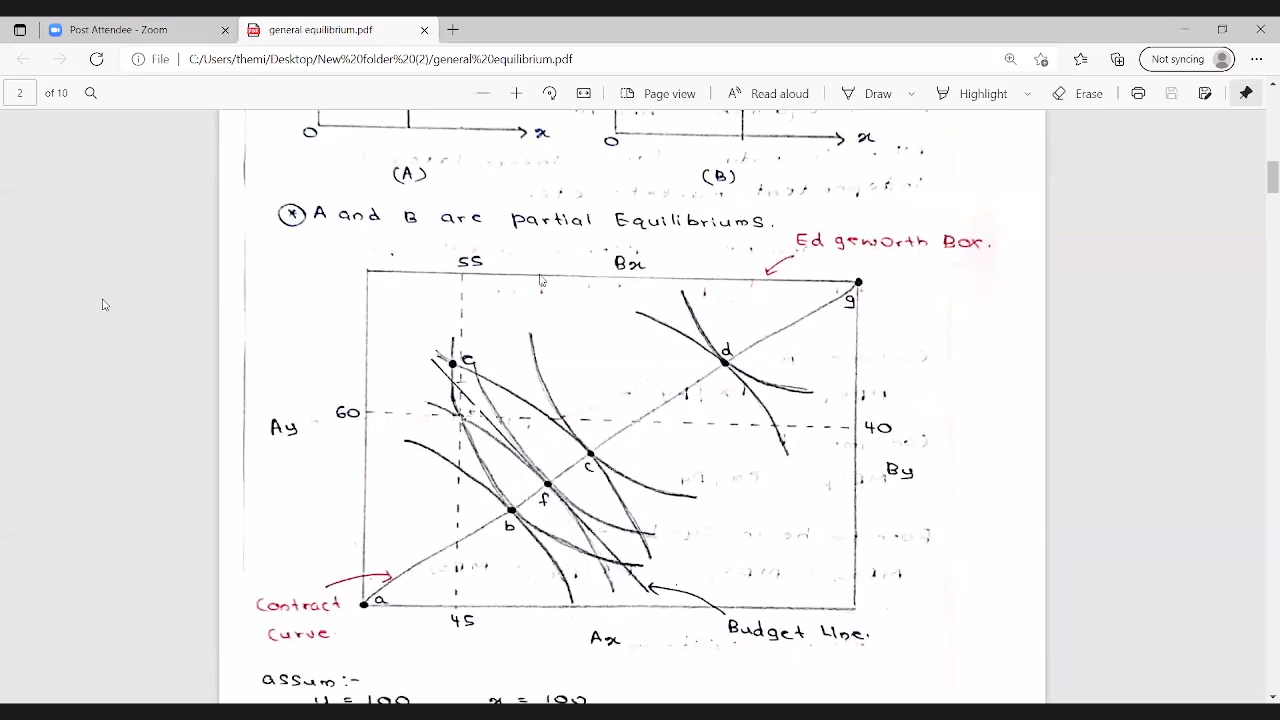 Post Attendee - Zoom
general equilibrium.pdf
File
C:/Users/themi/Desktop/New%20folder%20(2)/general%20equilibrium.pdf
Not syncing
2 of 10
Page view
Read aloud
Draw
Highlight
Erase
O x O x
(A) (B)
* A and B are partial Equilibriums.
Edgeworth Box.
55 Bx
g
d
e
60 40
Ay
By
c
f
b
a
Contract
Curve.
45
Ax
Budget Line.
assum:-
y = 100 x = 100